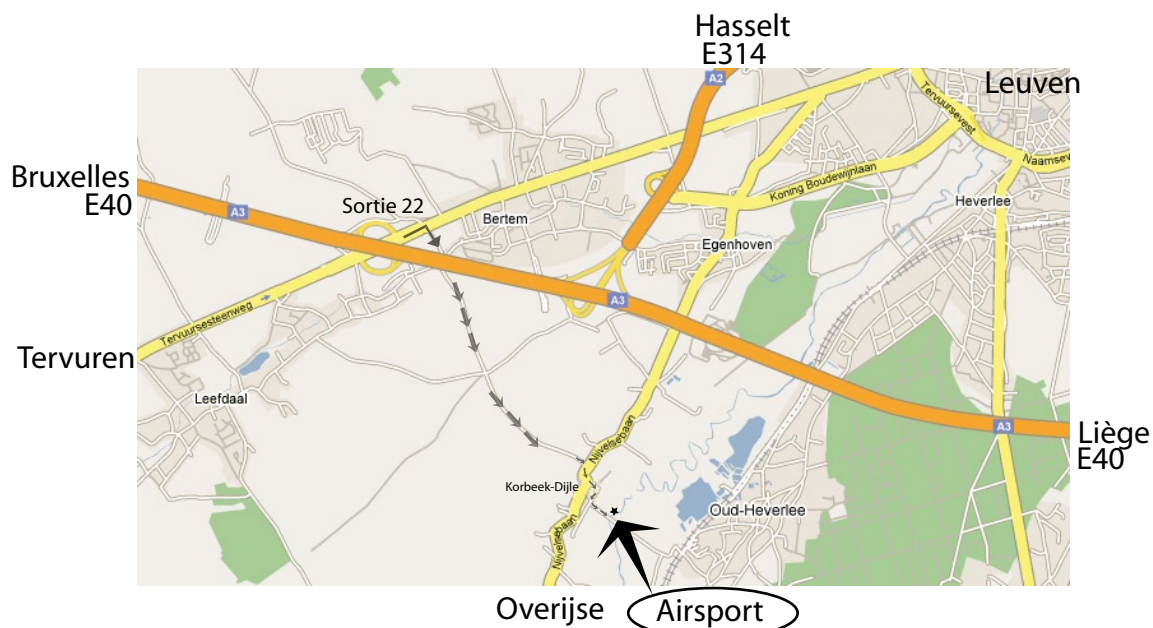 Hasselt
E314
A2
Leuven
Tervuursevest
Naamsev
Bruxelles
E40
A3
Sortie 22
Bertem
Koning Boudewijnlaan
Heverlee
Egenhoven
A3
Tervuursesteenweg
Tervuren
Leefdaal
Nijvelsebaan
A3
Liège
E40
Korbeek-Dijle
Oud-Heverlee
Nijvelsebaan
Overijse
Airsport